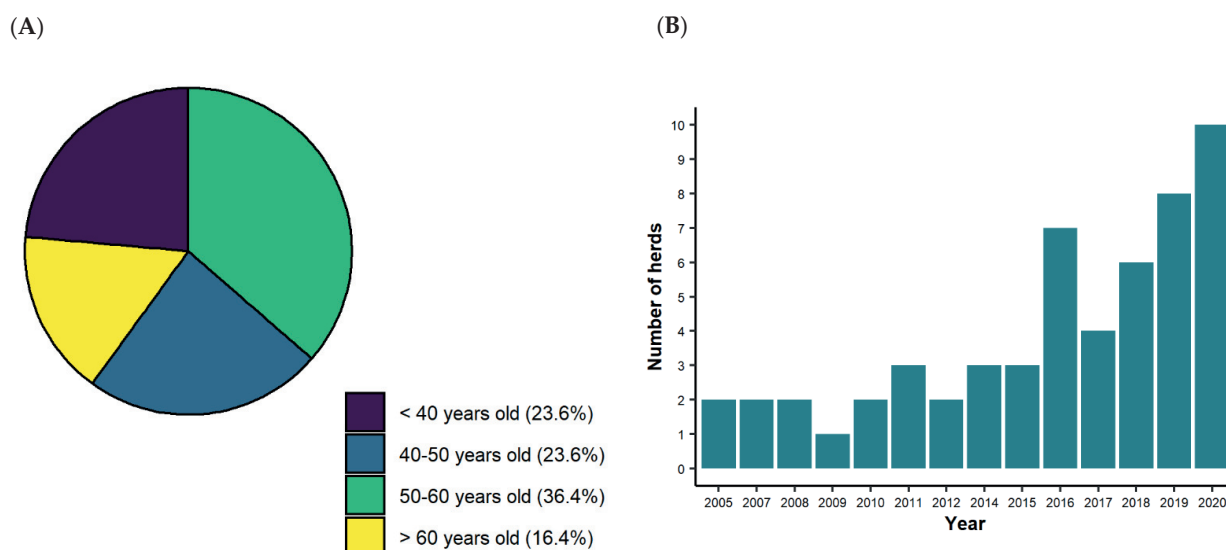 (A)
< 40 years old (23.6%)
40-50 years old (23.6%)
50-60 years old (36.4%)
> 60 years old (16.4%)
(B)
Number of herds
10
9
8
7
6
5
4
3
2
1
0
2005 2007 2008 2009 2010 2011 2012 2014 2015 2016 2017 2018 2019 2020
Year